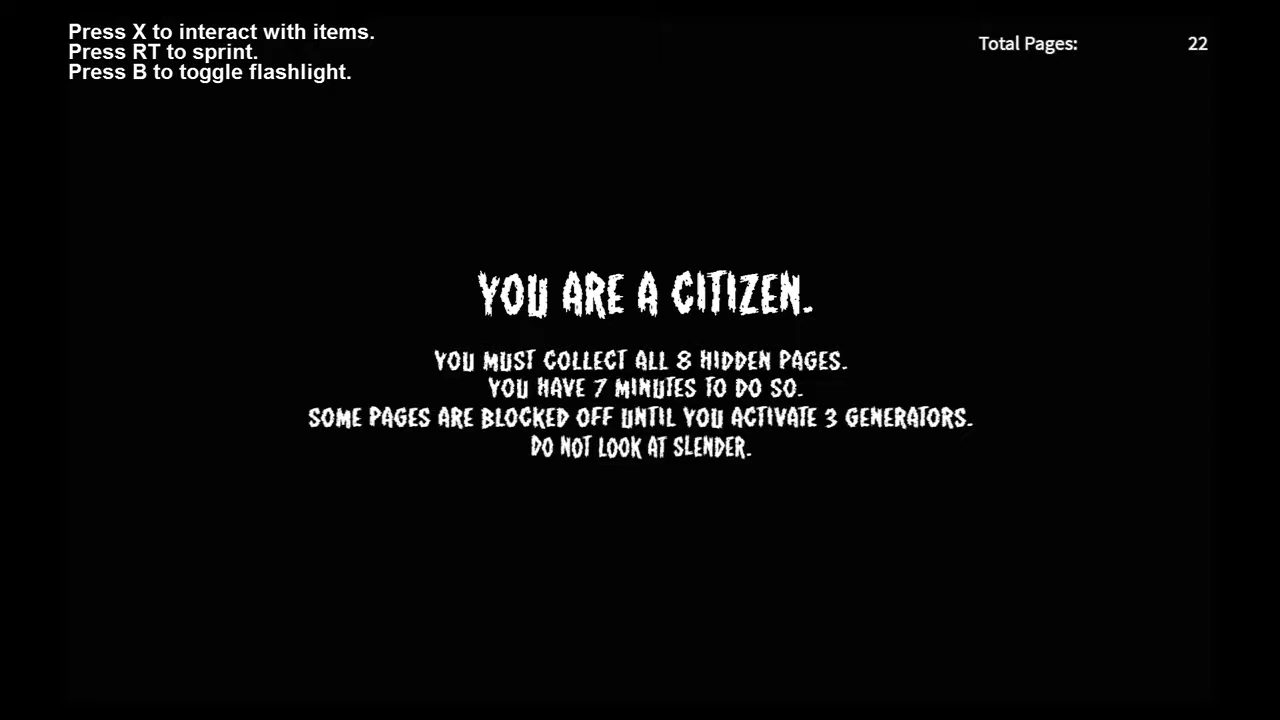 Press X to interact with items.
Press RT to sprint.
Press B to toggle flashlight.
Total Pages: 22
YOU ARE A CITIZEN.
YOU MUST COLLECT ALL 8 HIDDEN PAGES.
YOU HAVE 7 MINUTES TO DO SO.
SOME PAGES ARE BLOCKED OFF UNTIL YOU ACTIVATE 3 GENERATORS.
DO NOT LOOK AT SLENDER.